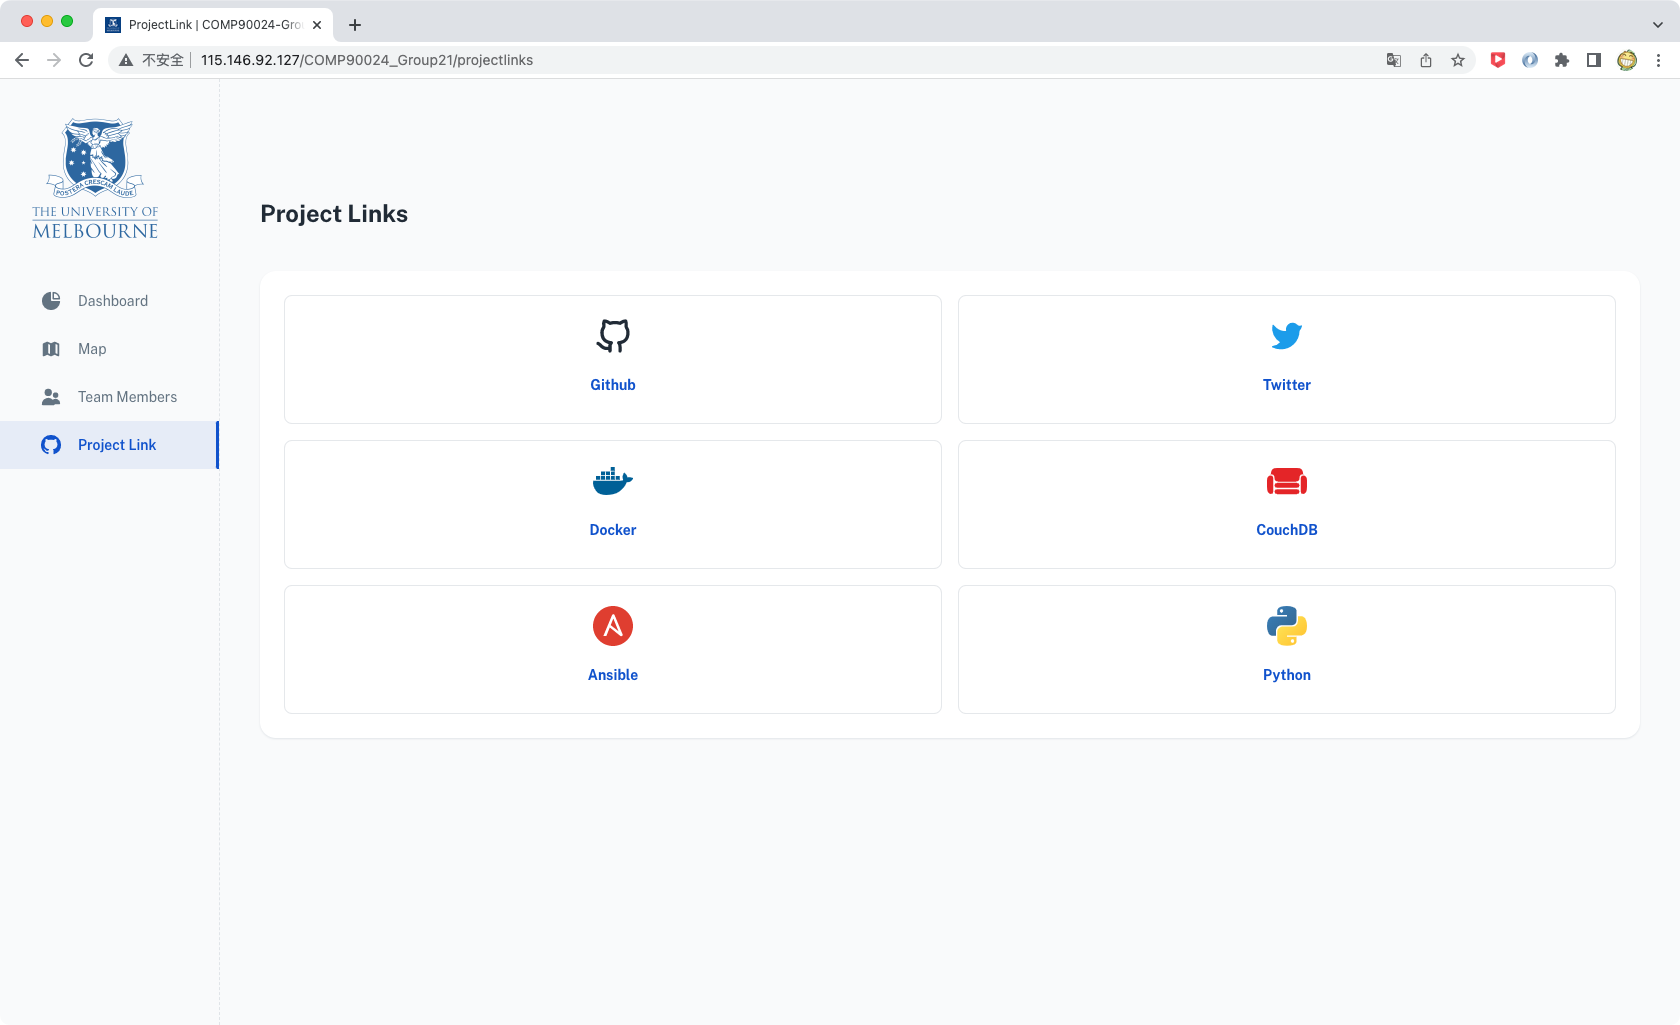 ProjectLink | COMP90024-Gro
不安全
115.146.92.127/COMP90024_Group21/projectlinks
POSTERA CRESCAM LAUDE
THE UNIVERSITY OF
MELBOURNE
Dashboard
Map
Team Members
Project Link
Project Links
Github
Twitter
Docker
CouchDB
Ansible
Python